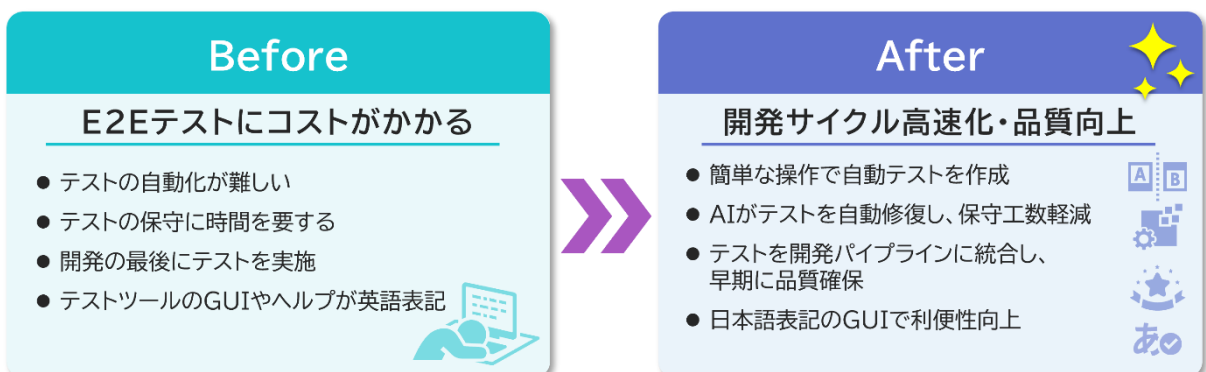 Before
E2Eテストにコストがかかる
● テストの自動化が難しい
● テストの保守に時間を要する
● 開発の最後にテストを実施
● テストツールのGUIやヘルプが英語表記
After
開発サイクル高速化・品質向上
● 簡単な操作で自動テストを作成
● AIがテストを自動修復し、保守工数軽減
● テストを開発パイプラインに統合し、
早期に品質確保
● 日本語表記のGUIで利便性向上
A
B
あ